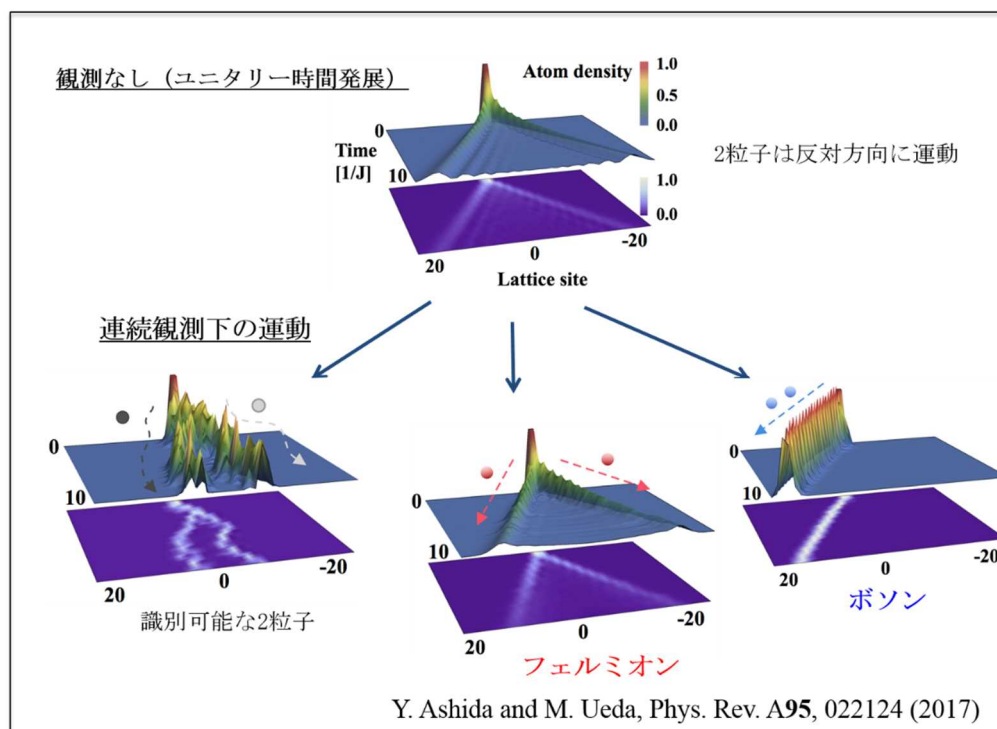 観測なし（ユニタリー時間発展）
Atom density
1.0
0.5
0.0
0
Time
[1/J]
10
1.0
0.0
2粒子は反対方向に運動
-20
0
20
Lattice site
連続観測下の運動
0
10
-20
0
20
識別可能な2粒子
0
10
-20
0
20
フェルミオン
0
10
-20
0
20
ボソン
Y. Ashida and M. Ueda, Phys. Rev. A95, 022124 (2017)